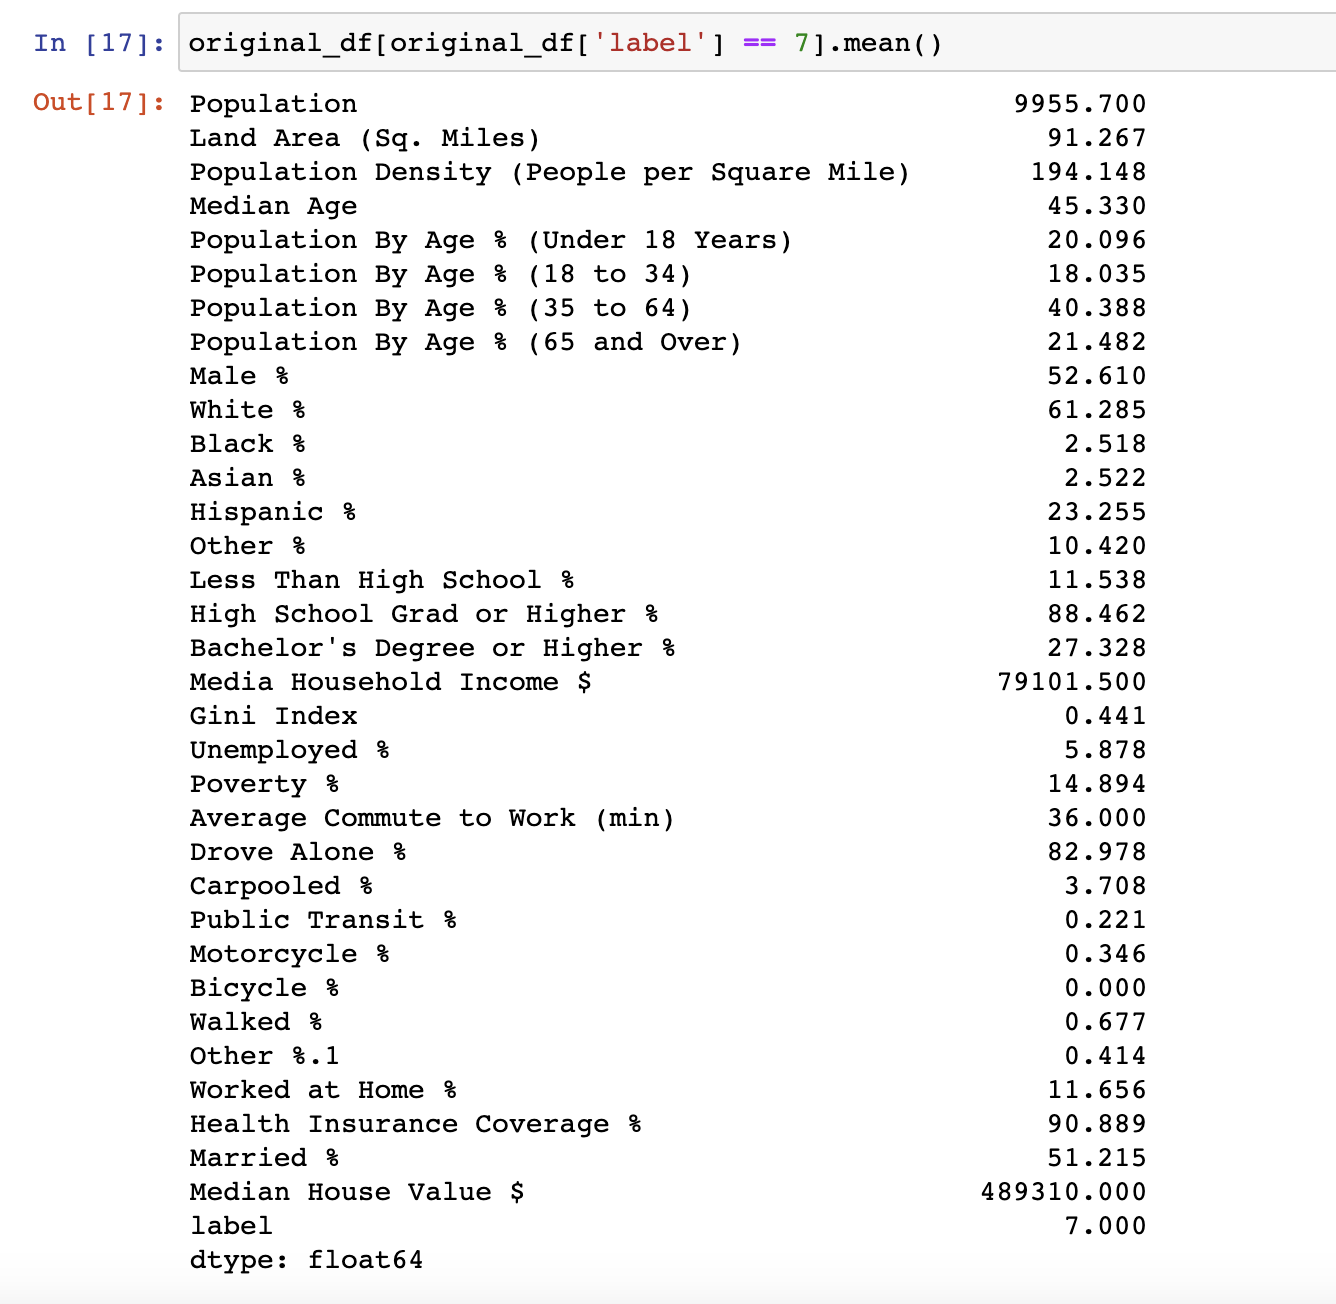 In [17]: original_df[original_df['label'] == 7].mean()
Out[17]: Population 9955.700
Land Area (Sq. Miles) 91.267
Population Density (People per Square Mile) 194.148
Median Age 45.330
Population By Age % (Under 18 Years) 20.096
Population By Age % (18 to 34) 18.035
Population By Age % (35 to 64) 40.388
Population By Age % (65 and Over) 21.482
Male % 52.610
White % 61.285
Black % 2.518
Asian % 2.522
Hispanic % 23.255
Other % 10.420
Less Than High School % 11.538
High School Grad or Higher % 88.462
Bachelor's Degree or Higher % 27.328
Media Household Income $ 79101.500
Gini Index 0.441
Unemployed % 5.878
Poverty % 14.894
Average Commute to Work (min) 36.000
Drove Alone % 82.978
Carpooled % 3.708
Public Transit % 0.221
Motorcycle % 0.346
Bicycle % 0.000
Walked % 0.677
Other %.1 0.414
Worked at Home % 11.656
Health Insurance Coverage % 90.889
Married % 51.215
Median House Value $ 489310.000
label 7.000
dtype: float64